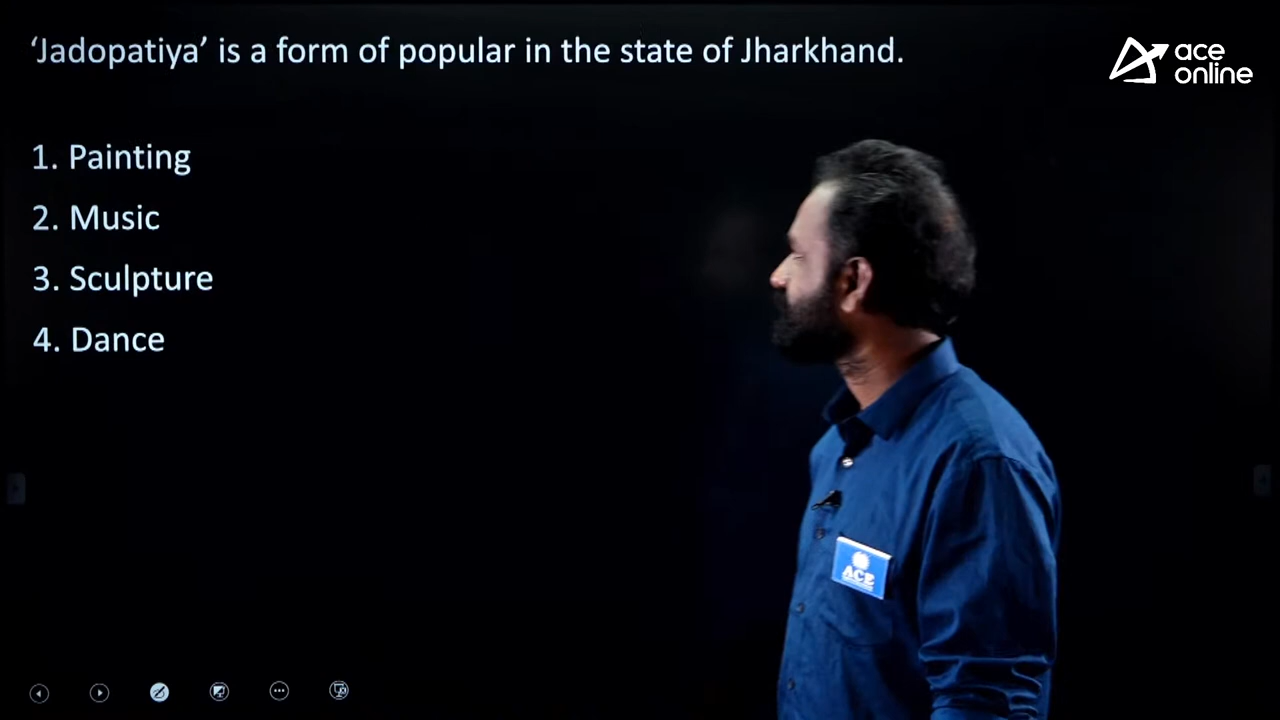 ‘Jadopatiya’ is a form of popular in the state of Jharkhand.
ace
online
1. Painting
2. Music
3. Sculpture
4. Dance
ACE